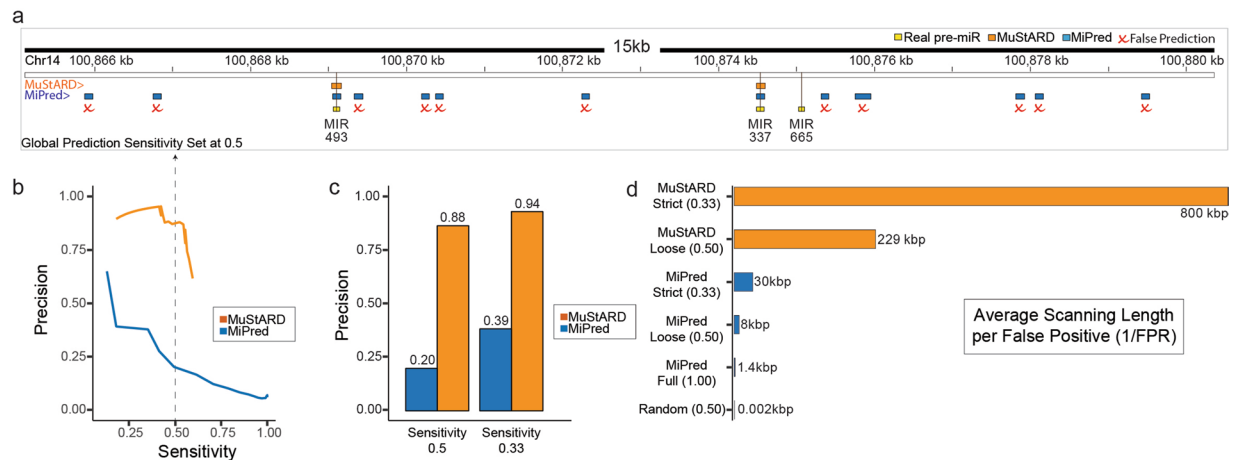 a
15kb
Real pre-miR MuStARD MiPred False Prediction
Chr14 100,866 kb 100,868 kb 100,870 kb 100,872 kb 100,874 kb 100,876 kb 100,878 kb 100,880 kb
MuStARD>
MiPred>
MIR 493
MIR 337
MIR 665
Global Prediction Sensitivity Set at 0.5
b
Precision
1.00
0.75
0.50
0.25
0.00
0.25 0.50 0.75 1.00
Sensitivity
MuStARD
MiPred
c
Precision
1.00
0.75
0.50
0.25
0.00
0.20
0.88
0.39
0.94
Sensitivity 0.5
Sensitivity 0.33
MuStARD
MiPred
d
MuStARD
Strict (0.33)
800 kbp
MuStARD
Loose (0.50)
229 kbp
MiPred
Strict (0.33)
30kbp
MiPred
Loose (0.50)
8kbp
MiPred
Full (1.00)
1.4kbp
Random (0.50)
0.002kbp
Average Scanning Length
per False Positive (1/FPR)